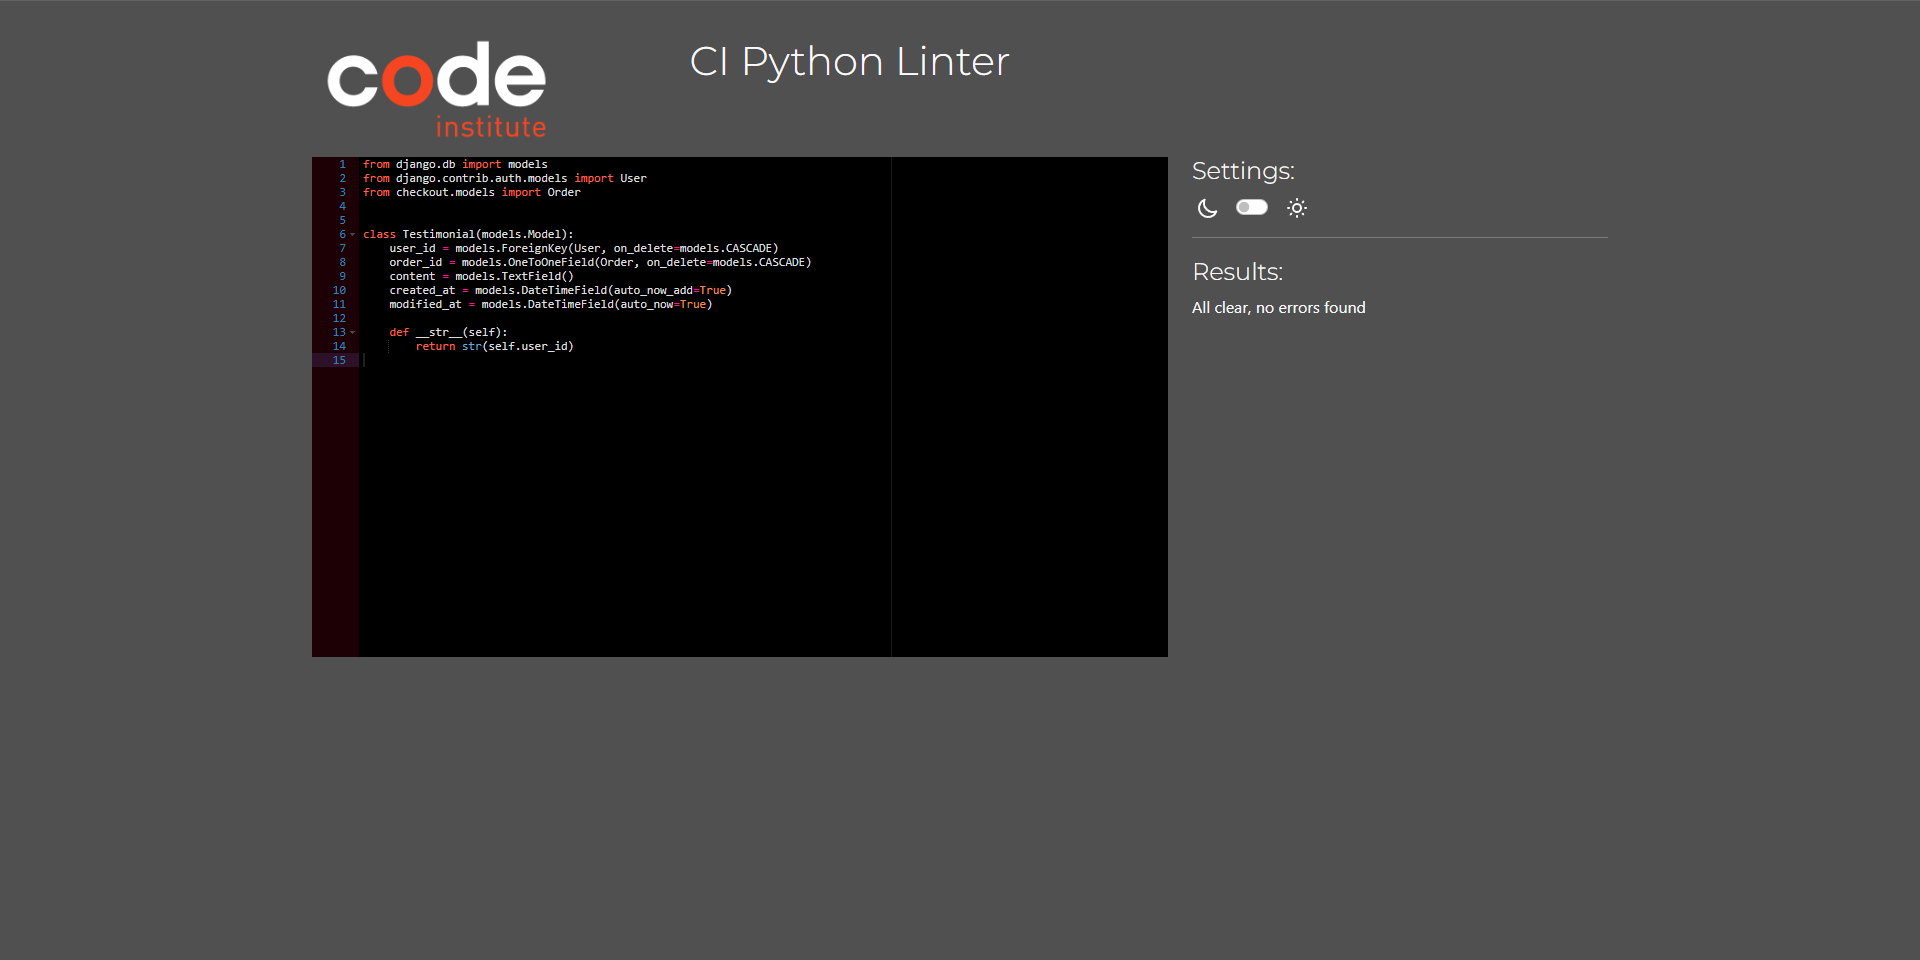 code
institute
CI Python Linter
1 from django.db import models
2 from django.contrib.auth.models import User
3 from checkout.models import Order
4
5
6 class Testimonial(models.Model):
7     user_id = models.ForeignKey(User, on_delete=models.CASCADE)
8     order_id = models.OneToOneField(Order, on_delete=models.CASCADE)
9     content = models.TextField()
10     created_at = models.DateTimeField(auto_now_add=True)
11     modified_at = models.DateTimeField(auto_now=True)
12
13     def __str__(self):
14         return str(self.user_id)
15
Settings:
Results:
All clear, no errors found